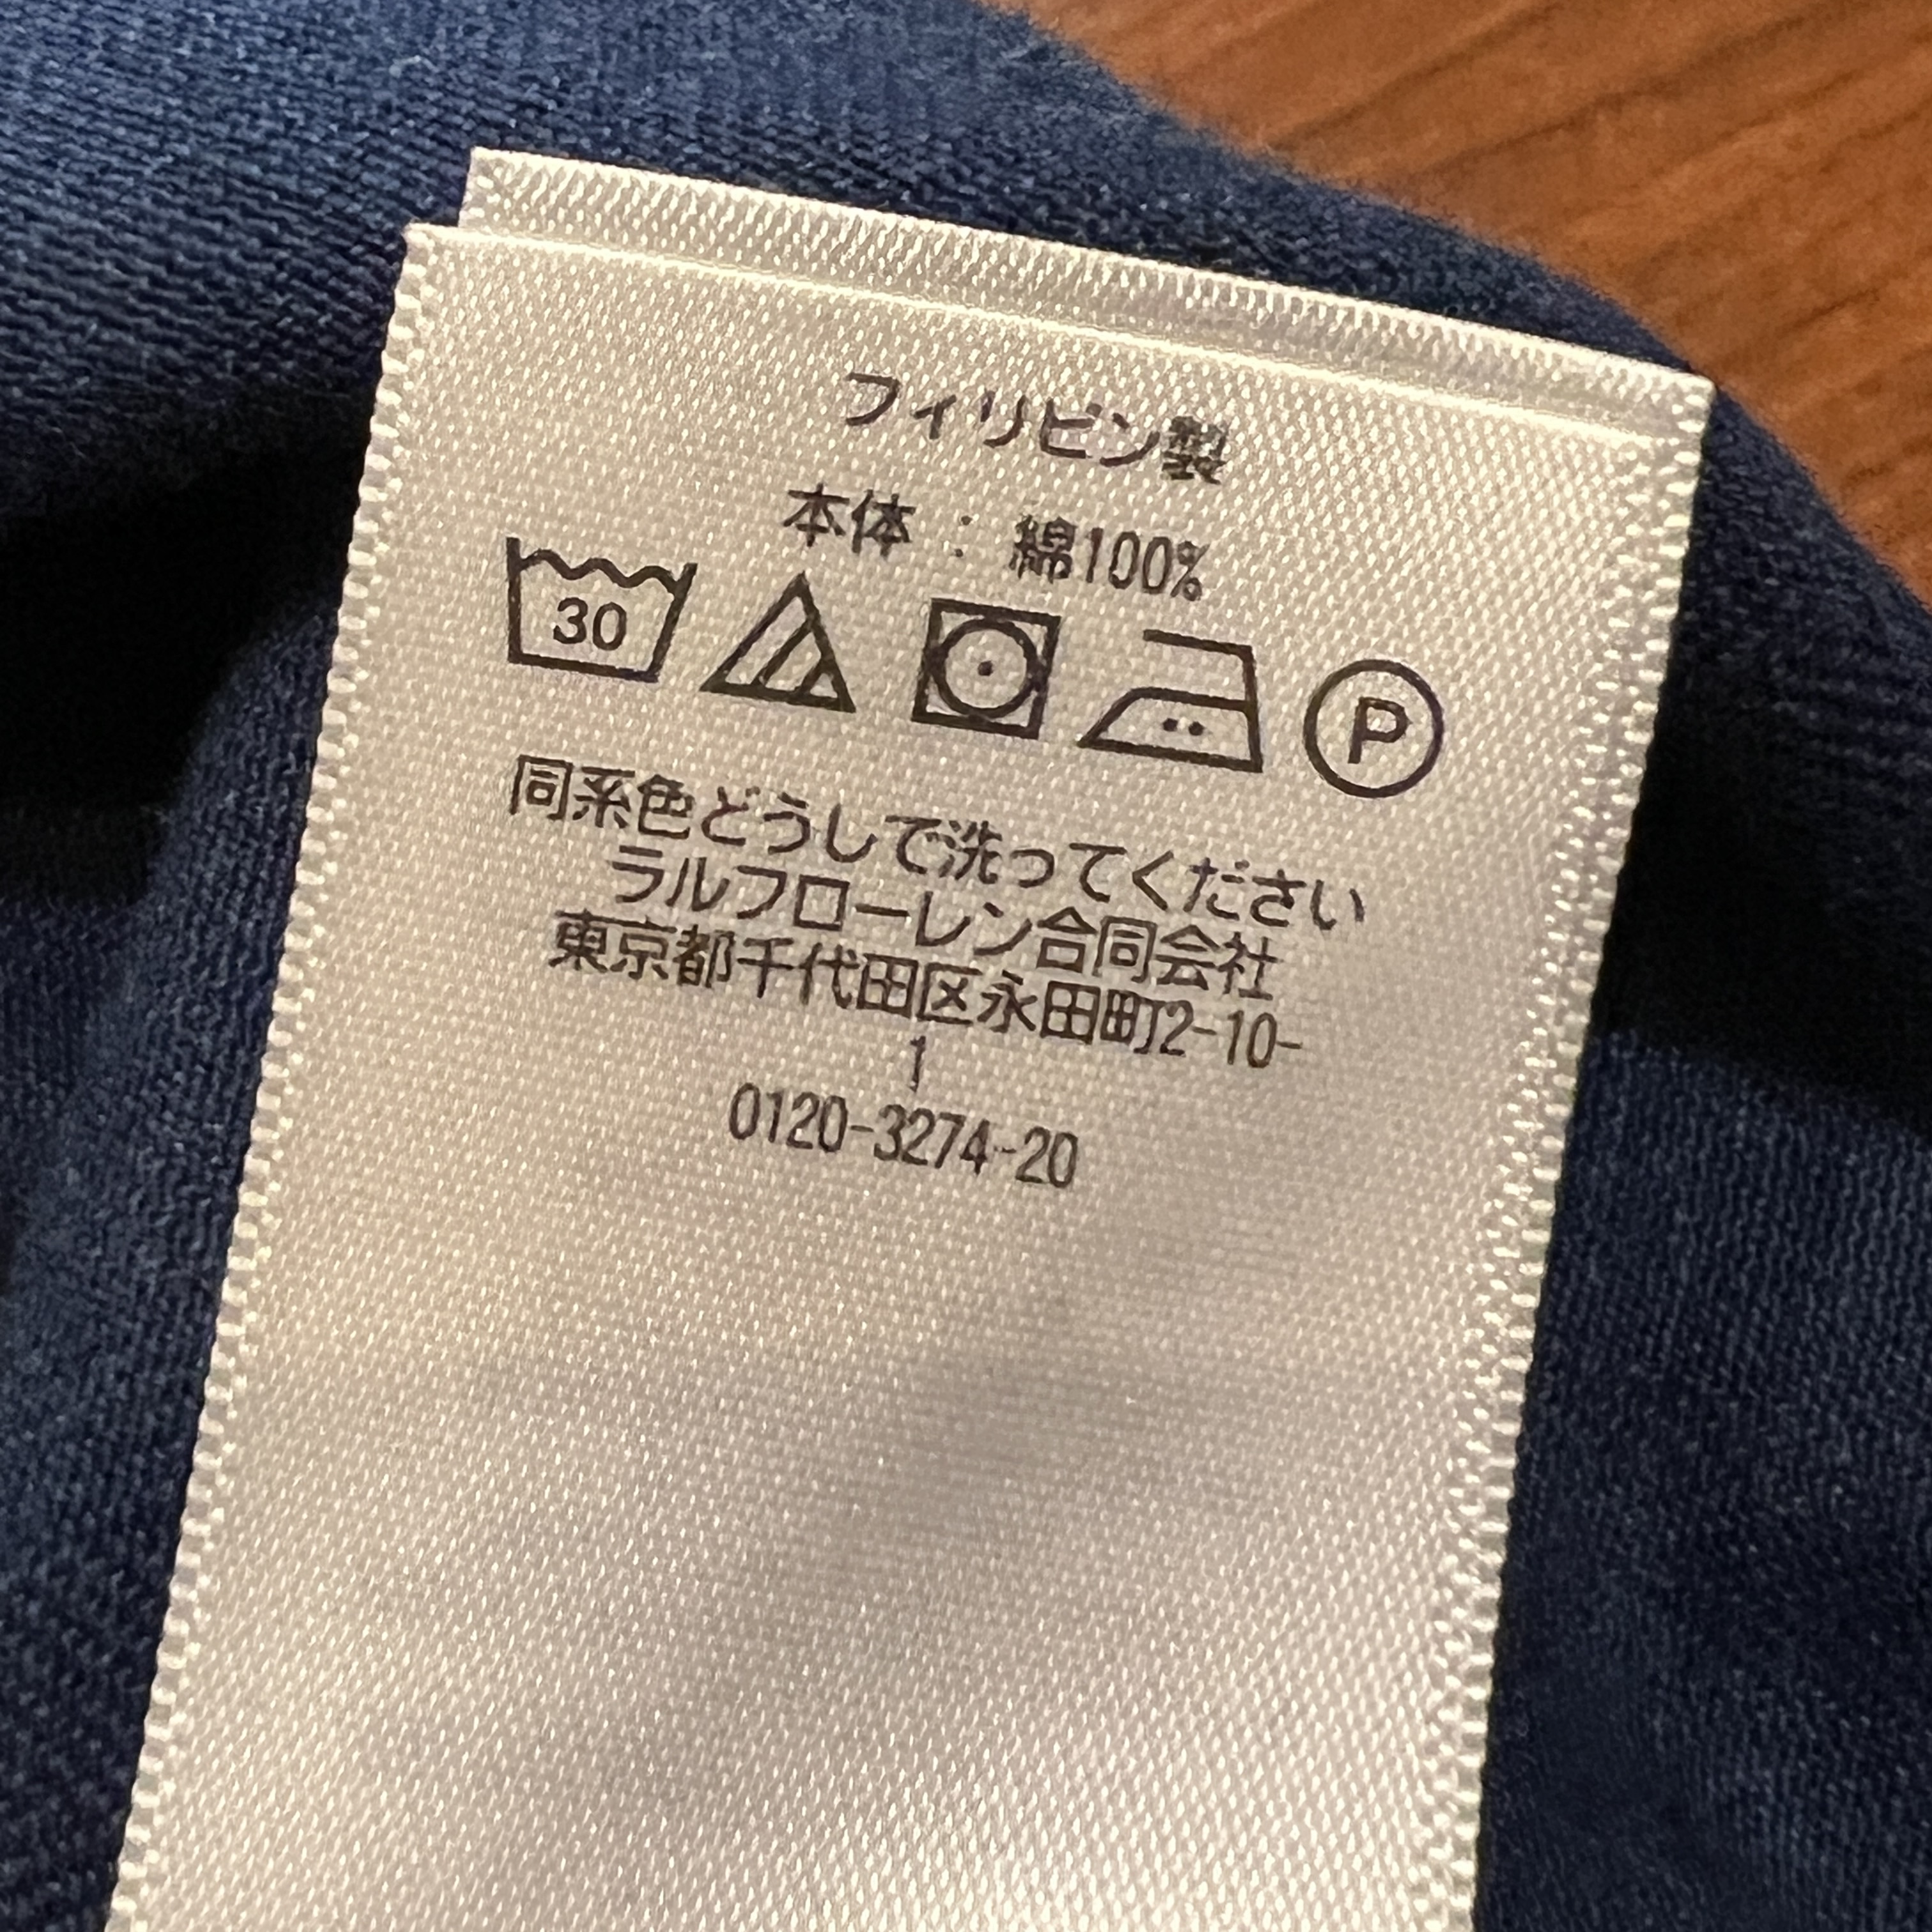 フィリピン製
本体 : 綿100%
30
P
同系色どうしで洗ってください
ラルフローレン合同会社
東京都千代田区永田町2-10-
1
0120-3274-20